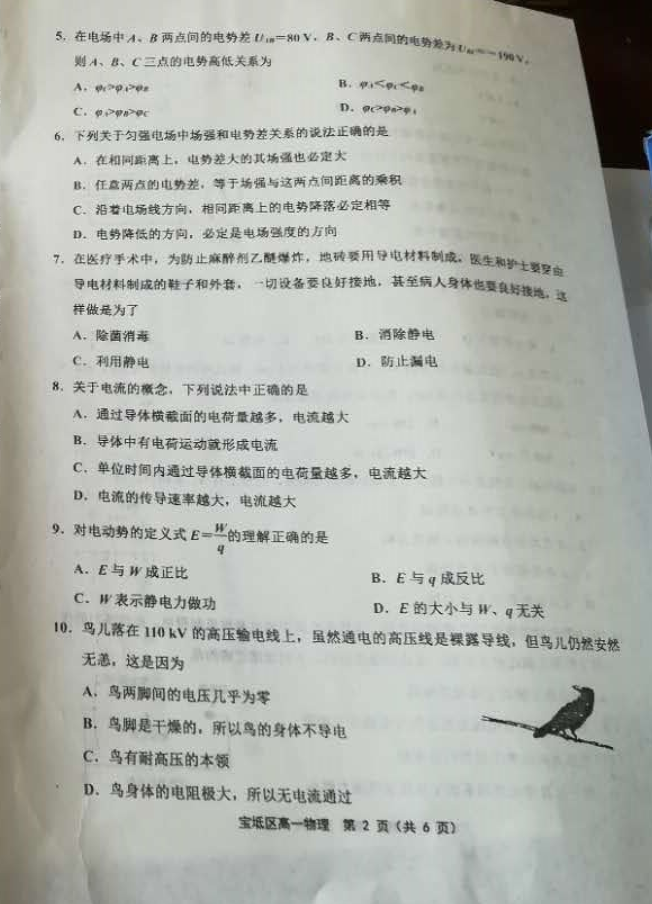 5. 在电场中 A、B 两点间的电势差 U_AB=80 V，B、C 两点间的电势差为 U_BC=-190 V，
则 A、B、C 三点的电势高低关系为
A. φC>φA>φB
B. φA<φC<φB
C. φA>φB>φC
D. φC>φB>φA
6. 下列关于匀强电场中场强和电势差关系的说法正确的是
A. 在相同距离上，电势差大的其场强也必定大
B. 任意两点的电势差，等于场强与这两点间距离的乘积
C. 沿着电场线方向，相同距离上的电势降落必定相等
D. 电势降低的方向，必定是电场强度的方向
7. 在医疗手术中，为防止麻醉剂乙醚爆炸，地砖要用导电材料制成，医生和护士要穿由
导电材料制成的鞋子和外套，一切设备要良好接地，甚至病人身体也要良好接地，这
样做是为了
A. 除菌消毒
B. 消除静电
C. 利用静电
D. 防止漏电
8. 关于电流的概念，下列说法中正确的是
A. 通过导体横截面的电荷量越多，电流越大
B. 导体中有电荷运动就形成电流
C. 单位时间内通过导体横截面的电荷量越多，电流越大
D. 电流的传导速率越大，电流越大
9. 对电动势的定义式 E=W/q 的理解正确的是
A. E 与 W 成正比
B. E 与 q 成反比
C. W 表示静电力做功
D. E 的大小与 W、q 无关
10. 鸟儿落在 110 kV 的高压输电线上，虽然通电的高压线是裸露导线，但鸟儿仍然安然
无恙，这是因为
A. 鸟两脚间的电压几乎为零
B. 鸟脚是干燥的，所以鸟的身体不导电
C. 鸟有耐高压的本领
D. 鸟身体的电阻极大，所以无电流通过
宝坻区高一物理 第 2 页（共 6 页）